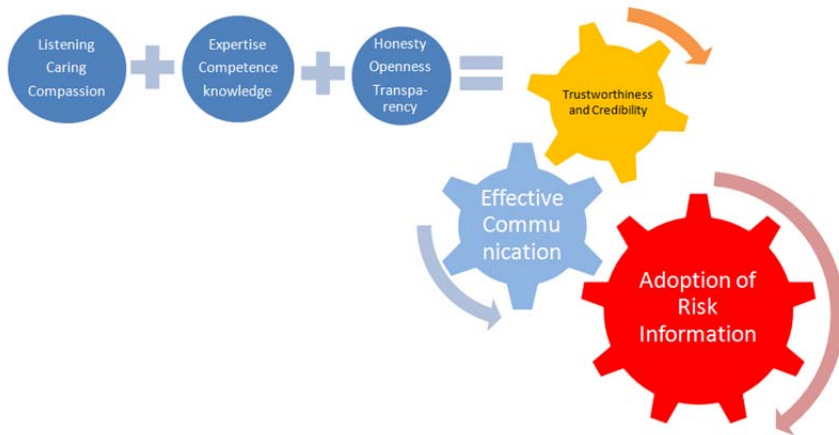 Listening
Caring
Compassion
Expertise
Competence
knowledge
Honesty
Openness
Transpa-
rency
Trustworthiness
and Credibility
Effective
Commu
nication
Adoption of
Risk
Information